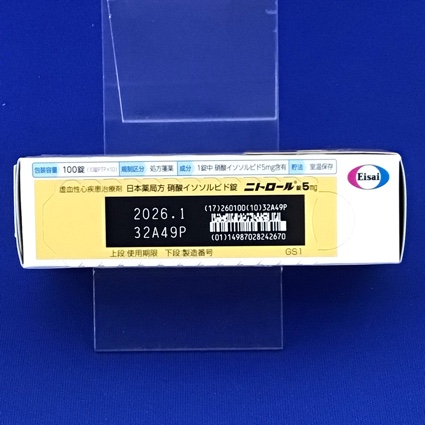 包装容量 100錠 規制区分 処方箋薬 成分 1錠中 硝酸イソソルビド5mg含有 貯法 室温保存
Eisai
虚血性心疾患治療剤 日本薬局方 硝酸イソソルビド錠 ニトロール®錠5mg
2026.1
32A49P
(17)260100(10)32A49P
(01)14987028242670
上段:使用期限 下段:製造番号
GS1